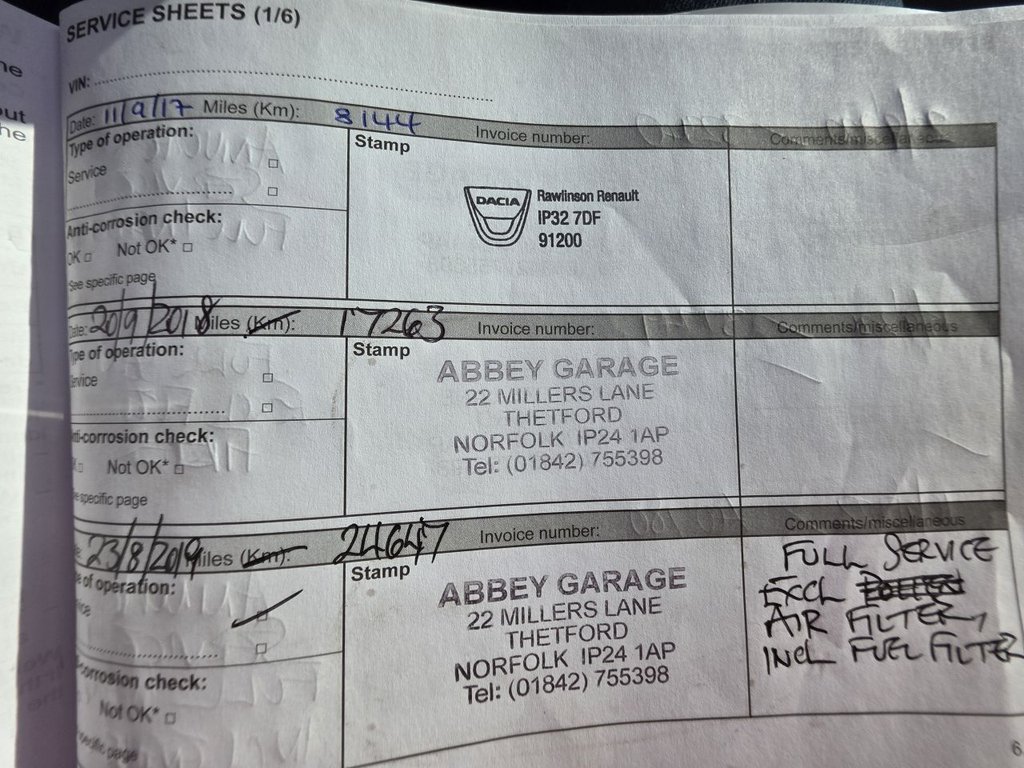 SERVICE SHEETS (1/6)
VIN:
Date: 11/9/17 Miles (Km): 8144 Invoice number: Comments/miscellaneous
Type of operation:
Service
Stamp
DACIA
Rawlinson Renault
IP32 7DF
91200
Anti-corrosion check:
OK Not OK*
See specific page
Date: 20/9/2018 Miles (Km): 17263 Invoice number: Comments/miscellaneous
Type of operation:
Service
Stamp
ABBEY GARAGE
22 MILLERS LANE
THETFORD
NORFOLK IP24 1AP
Tel: (01842) 755398
nti-corrosion check:
Not OK*
specific page
23/8/2019 Miles (Km): 24647 Invoice number: Comments/miscellaneous
e of operation:
Stamp
ABBEY GARAGE
22 MILLERS LANE
THETFORD
NORFOLK IP24 1AP
Tel: (01842) 755398
FULL SERVICE
EXCL
AIR FILTER,
INCL FUEL FILTER
corrosion check:
Not OK*
specific page
6